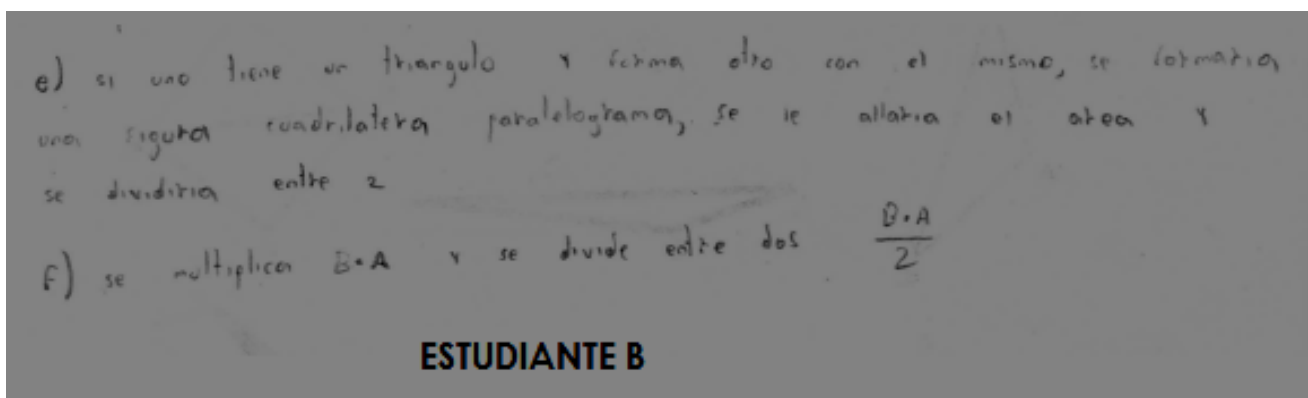 e) si uno tiene un triangulo y forma otro con el mismo, se formaria
una figura cuadrilatera paralelograma, se le allaria el area y
se dividiria entre 2
f) se multiplica B•A y se divide entre dos B•A/2
ESTUDIANTE B